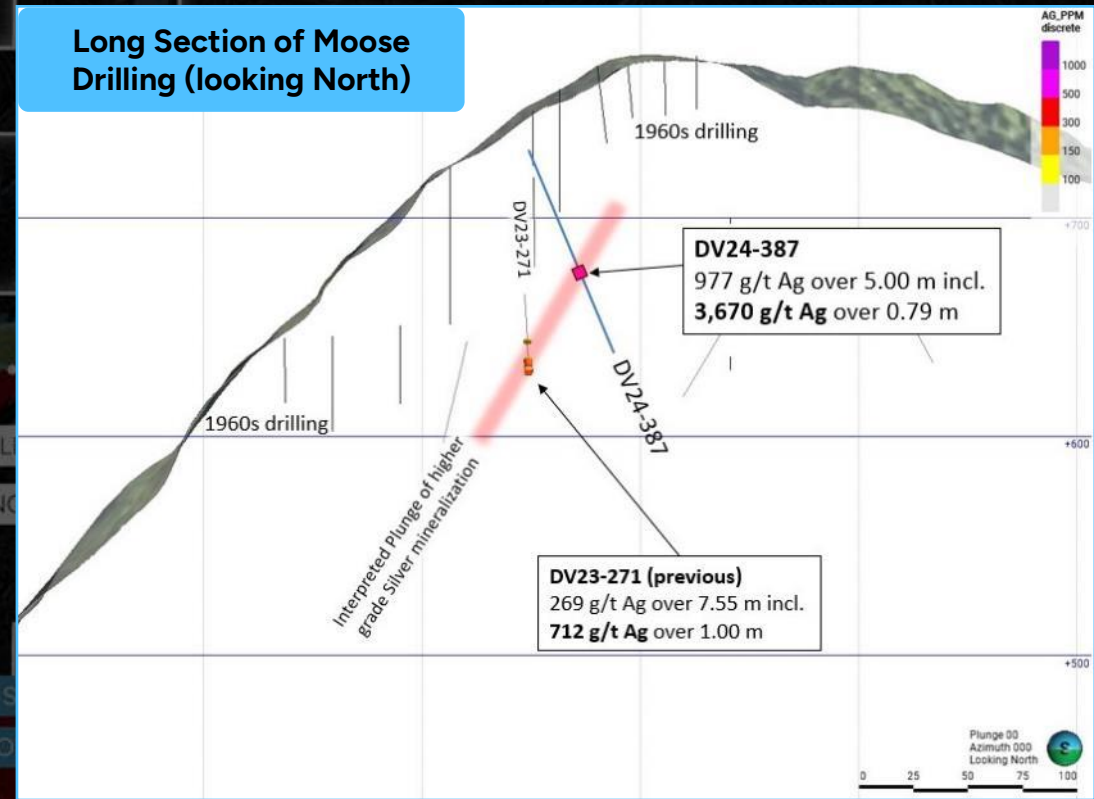 Long Section of Moose
Drilling (looking North)
AG_PPM
discrete
1000
500
300
150
100
1960s drilling
DV23-271
+700
DV24-387
977 g/t Ag over 5.00 m incl.
3,670 g/t Ag over 0.79 m
DV24-387
1960s drilling
+600
Interpreted Plunge of higher
grade Silver mineralization
DV23-271 (previous)
269 g/t Ag over 7.55 m incl.
712 g/t Ag over 1.00 m
+500
Plunge 00
Azimuth 000
Looking North
S
0 25 50 75 100